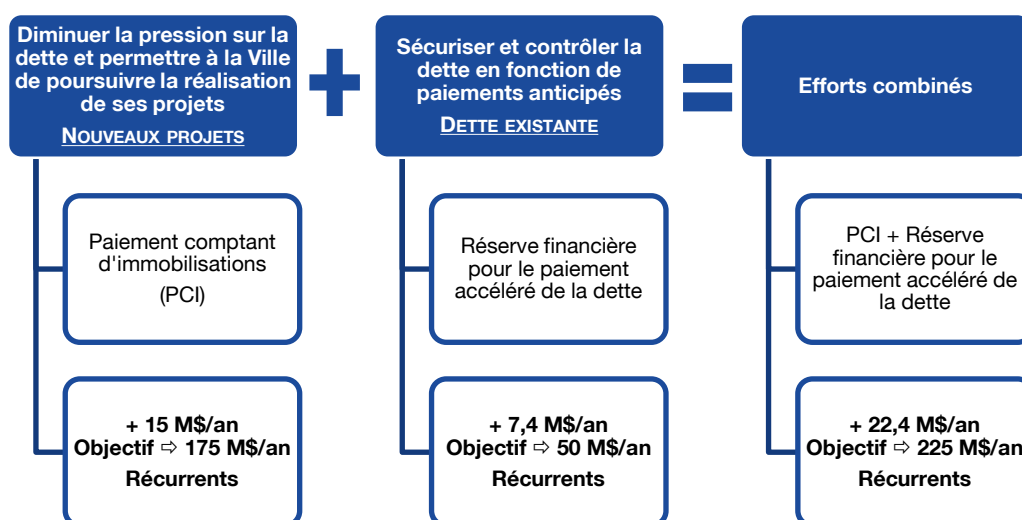 Diminuer la pression sur la
dette et permettre à la Ville
de poursuivre la réalisation
de ses projets
NOUVEAUX PROJETS
Paiement comptant
d'immobilisations
(PCI)
+ 15 M$/an
Objectif ⇨ 175 M$/an
Récurrents
+
Sécuriser et contrôler la
dette en fonction de
paiements anticipés
DETTE EXISTANTE
Réserve financière
pour le paiement
accéléré de la dette
+ 7,4 M$/an
Objectif ⇨ 50 M$/an
Récurrents
=
Efforts combinés
PCI + Réserve
financière pour le
paiement accéléré de
la dette
+ 22,4 M$/an
Objectif ⇨ 225 M$/an
Récurrents